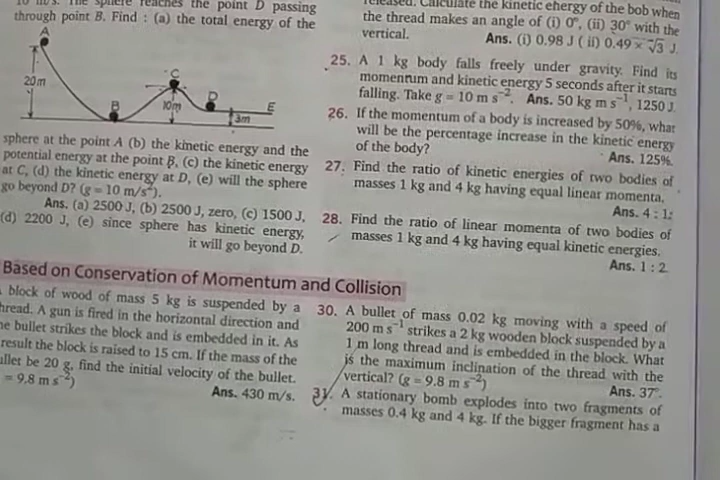 the sphere reaches the point D passing
through point B. Find : (a) the total energy of the
A
20m
B
C
10m
D
3m
E
sphere at the point A (b) the kinetic energy and the
potential energy at the point B, (c) the kinetic energy
at C, (d) the kinetic energy at D, (e) will the sphere
go beyond D? (g = 10 m/s²).
Ans. (a) 2500 J, (b) 2500 J, zero, (c) 1500 J,
(d) 2200 J, (e) since sphere has kinetic energy,
it will go beyond D.
Based on Conservation of Momentum and Collision
block of wood of mass 5 kg is suspended by a
thread. A gun is fired in the horizontal direction and
the bullet strikes the block and is embedded in it. As
result the block is raised to 15 cm. If the mass of the
bullet be 20 g, find the initial velocity of the bullet.
= 9.8 m s⁻²)
Ans. 430 m/s.
released. Calculate the kinetic energy of the bob when
the thread makes an angle of (i) 0°, (ii) 30° with the
vertical.
Ans. (i) 0.98 J ( ii) 0.49 × √3 J.
25. A 1 kg body falls freely under gravity. Find its
momentum and kinetic energy 5 seconds after it starts
falling. Take g = 10 m s⁻². Ans. 50 kg m s⁻¹, 1250 J.
26. If the momentum of a body is increased by 50%, what
will be the percentage increase in the kinetic energy
of the body?
Ans. 125%.
27. Find the ratio of kinetic energies of two bodies of
masses 1 kg and 4 kg having equal linear momenta.
Ans. 4 : 1.
28. Find the ratio of linear momenta of two bodies of
masses 1 kg and 4 kg having equal kinetic energies.
Ans. 1 : 2.
30. A bullet of mass 0.02 kg moving with a speed of
200 m s⁻¹ strikes a 2 kg wooden block suspended by a
1 m long thread and is embedded in the block. What
is the maximum inclination of the thread with the
vertical? (g = 9.8 m s⁻²)
Ans. 37°.
31. A stationary bomb explodes into two fragments of
masses 0.4 kg and 4 kg. If the bigger fragment has a